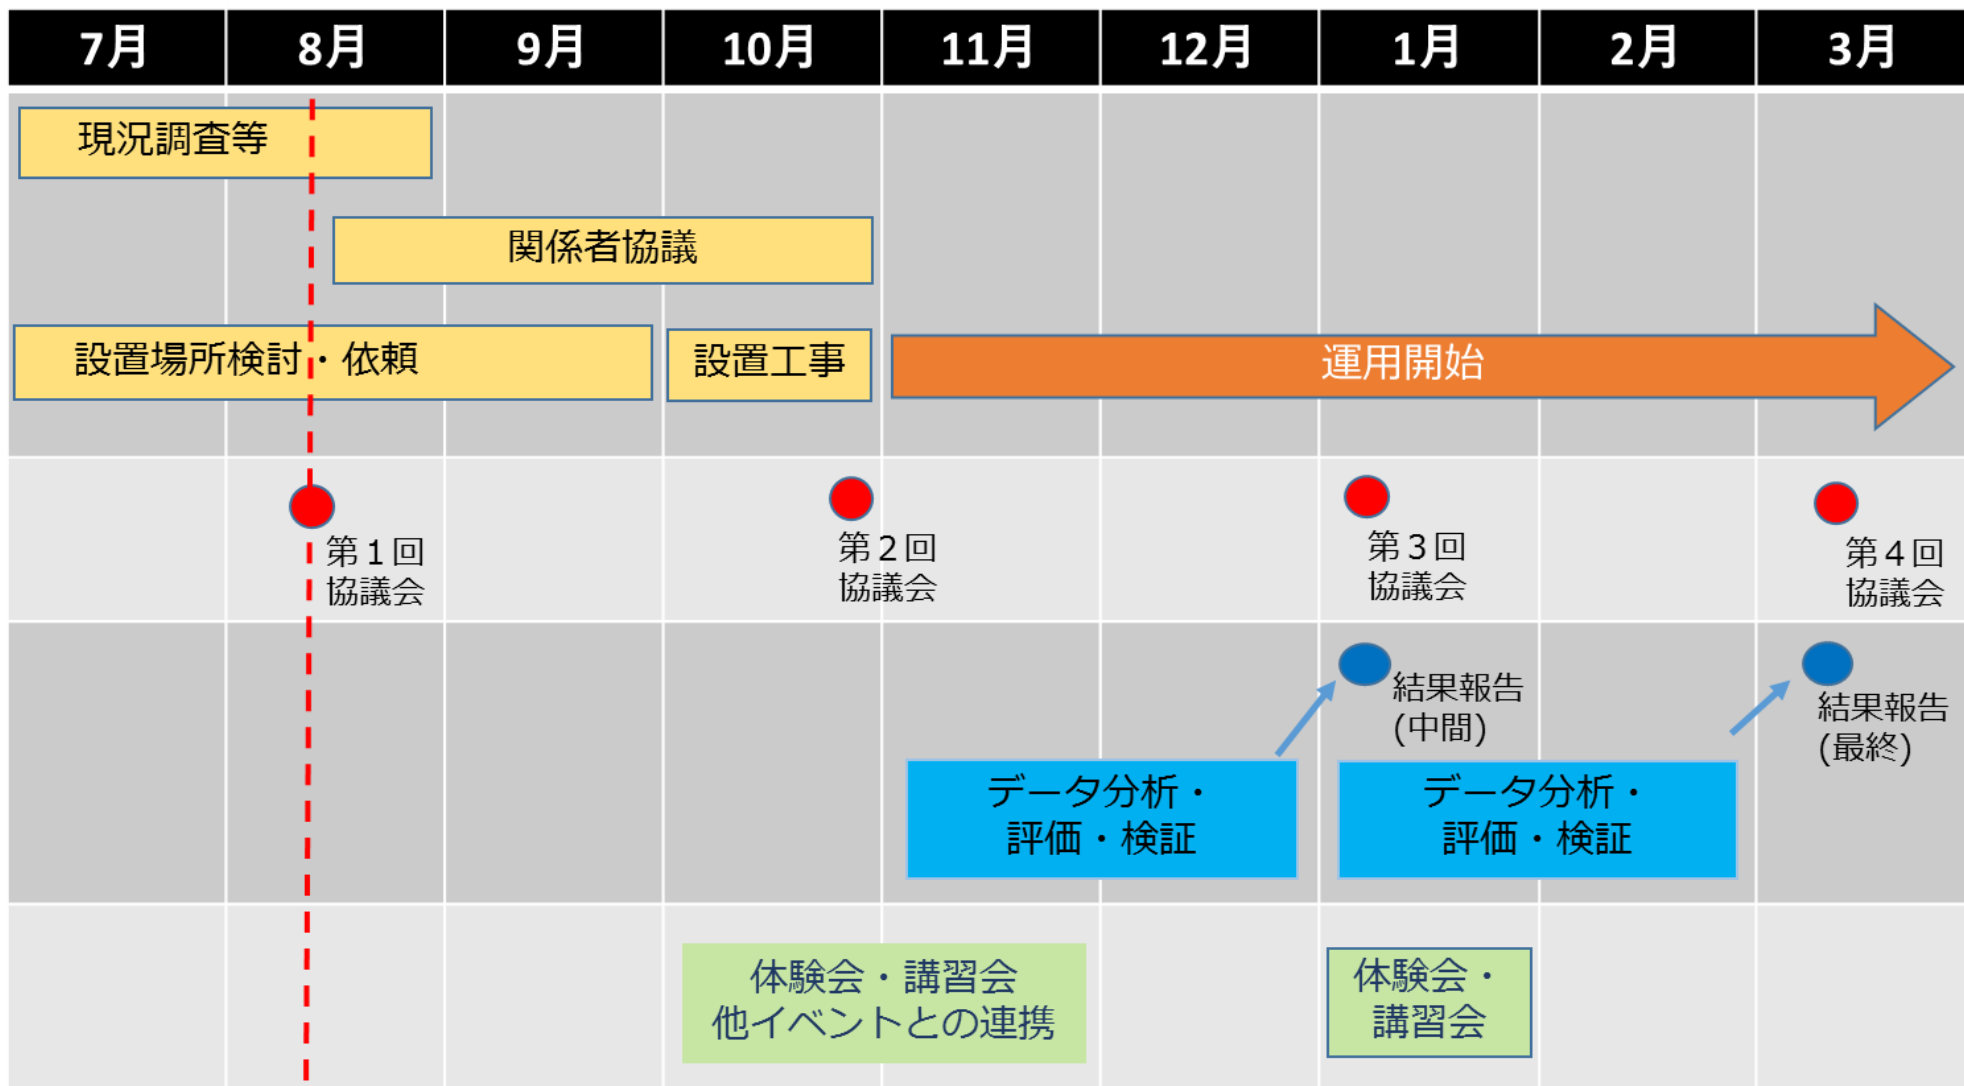 7月
8月
9月
10月
11月
12月
1月
2月
3月
現況調査等
関係者協議
設置場所検討・依頼
設置工事
運用開始
第１回
協議会
第２回
協議会
第３回
協議会
第４回
協議会
結果報告
(中間)
結果報告
(最終)
データ分析・
評価・検証
データ分析・
評価・検証
体験会・講習会
他イベントとの連携
体験会・
講習会